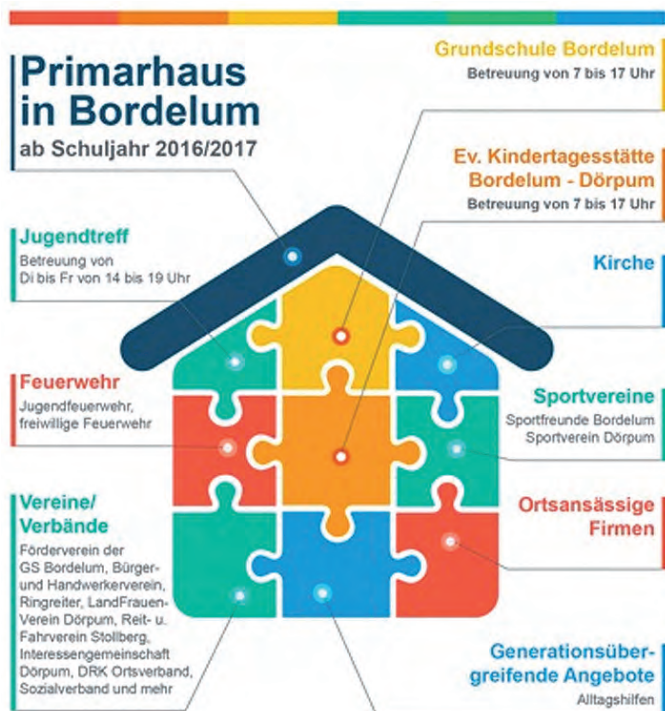 Primarhaus
in Bordelum
ab Schuljahr 2016/2017
Grundschule Bordelum
Betreuung von 7 bis 17 Uhr
Ev. Kindertagesstätte
Bordelum - Dörpum
Betreuung von 7 bis 17 Uhr
Jugendtreff
Betreuung von
Di bis Fr von 14 bis 19 Uhr
Kirche
Feuerwehr
Jugendfeuerwehr,
freiwillige Feuerwehr
Sportvereine
Sportfreunde Bordelum
Sportverein Dörpum
Vereine/
Verbände
Förderverein der
GS Bordelum, Bürger-
und Handwerkerverein,
Ringreiter, LandFrauen-
Verein Dörpum, Reit- u.
Fahrverein Stollberg,
Interessengemeinschaft
Dörpum, DRK Ortsverband,
Sozialverband und mehr
Ortsansässige
Firmen
Generationsüber-
greifende Angebote
Alltagshilfen